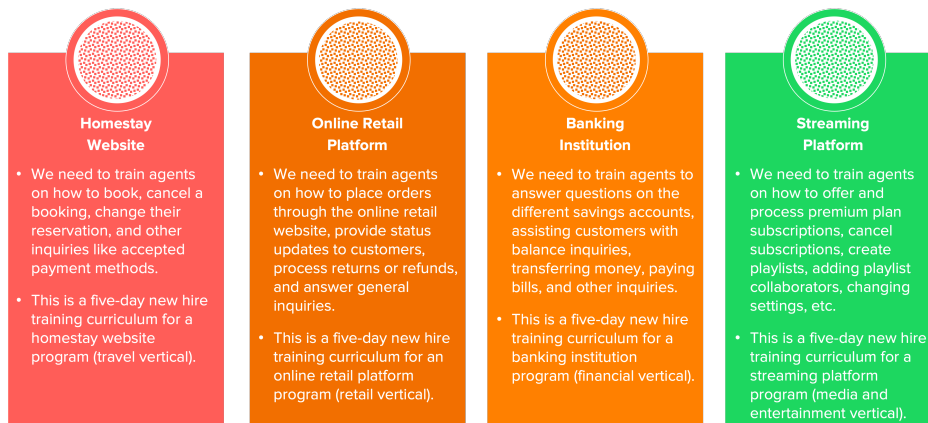 Homestay
Website
• We need to train agents
on how to book, cancel a
booking, change their
reservation, and other
inquiries like accepted
payment methods.
• This is a five-day new hire
training curriculum for a
homestay website
program (travel vertical).
Online Retail
Platform
• We need to train agents
on how to place orders
through the online retail
website, provide status
updates to customers,
process returns or refunds,
and answer general
inquiries.
• This is a five-day new hire
training curriculum for an
online retail platform
program (retail vertical).
Banking
Institution
• We need to train agents to
answer questions on the
different savings accounts,
assisting customers with
balance inquiries,
transferring money, paying
bills, and other inquiries.
• This is a five-day new hire
training curriculum for a
banking institution
program (financial vertical).
Streaming
Platform
• We need to train agents
on how to offer and
process premium plan
subscriptions, cancel
subscriptions, create
playlists, adding playlist
collaborators, changing
settings, etc.
• This is a five-day new hire
training curriculum for a
streaming platform
program (media and
entertainment vertical).